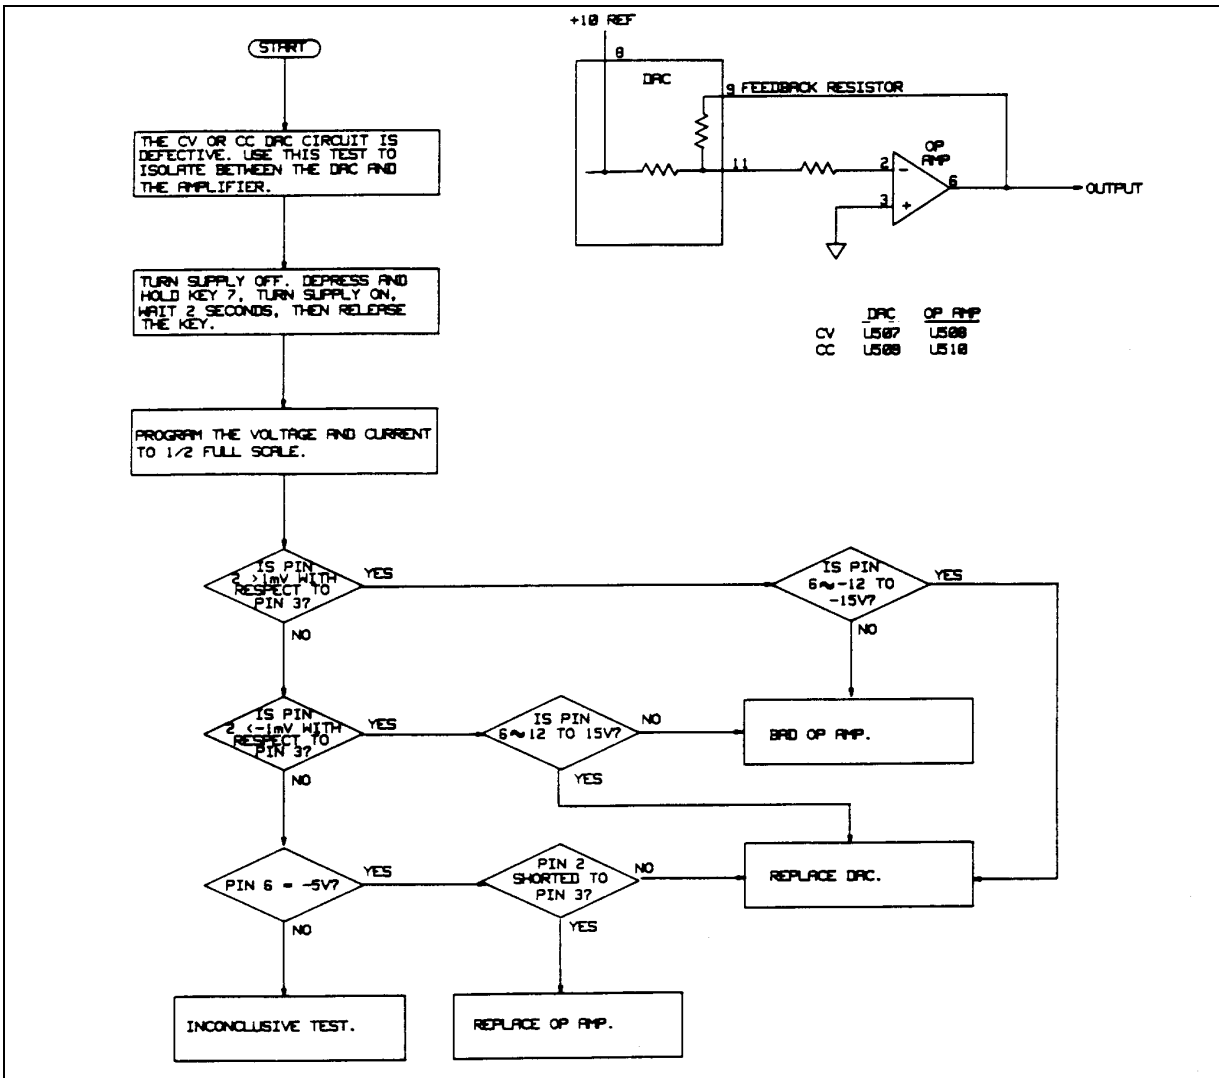 START
THE CV OR CC DAC CIRCUIT IS
DEFECTIVE. USE THIS TEST TO
ISOLATE BETWEEN THE DAC AND
THE AMPLIFIER.
TURN SUPPLY OFF. DEPRESS AND
HOLD KEY 7, TURN SUPPLY ON,
WAIT 2 SECONDS, THEN RELEASE
THE KEY.
PROGRAM THE VOLTAGE AND CURRENT
TO 1/2 FULL SCALE.
+10 REF
8
DAC
9 FEEDBACK RESISTOR
11
OP
AMP
2
-
3
+
6
OUTPUT
DAC OP AMP
CV U507 U508
CC U509 U510
IS PIN
2 >1mV WITH
RESPECT TO
PIN 3?
YES
NO
IS PIN
6≈-12 TO
-15V?
YES
NO
IS PIN
2 <-1mV WITH
RESPECT TO
PIN 3?
YES
NO
IS PIN
6≈12 TO 15V?
NO
YES
BAD OP AMP.
PIN 6 = -5V?
YES
NO
PIN 2
SHORTED TO
PIN 3?
NO
YES
REPLACE DAC.
INCONCLUSIVE TEST.
REPLACE OP AMP.